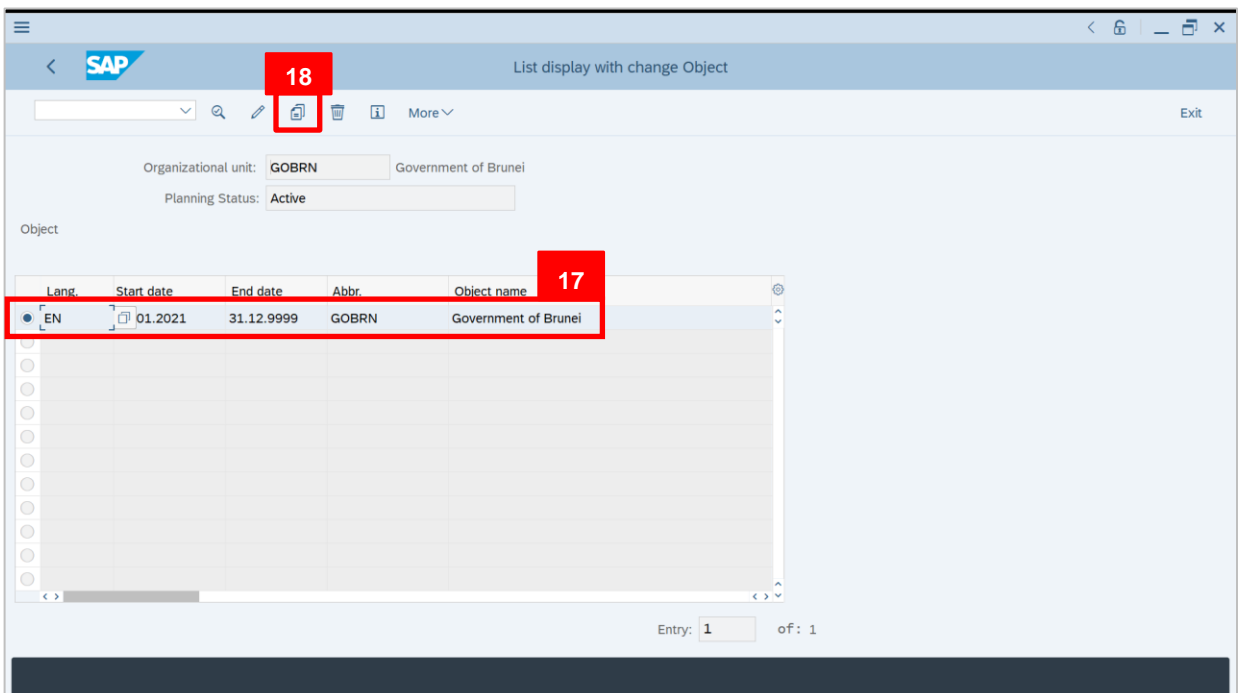 SAP
List display with change Object
18
More
Exit
Organizational unit: GOBRN Government of Brunei
Planning Status: Active
Object
17
Lang. Start date End date Abbr. Object name
EN 01.2021 31.12.9999 GOBRN Government of Brunei
Entry: 1 of: 1